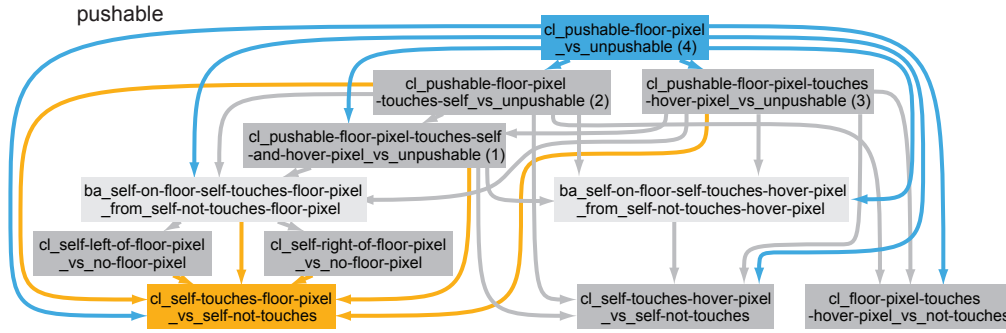 pushable
cl_pushable-floor-pixel
_vs_unpushable (4)
cl_pushable-floor-pixel
-touches-self_vs_unpushable (2)
cl_pushable-floor-pixel-touches
-hover-pixel_vs_unpushable (3)
cl_pushable-floor-pixel-touches-self
-and-hover-pixel_vs_unpushable (1)
ba_self-on-floor-self-touches-floor-pixel
_from_self-not-touches-floor-pixel
ba_self-on-floor-self-touches-hover-pixel
_from_self-not-touches-hover-pixel
cl_self-left-of-floor-pixel
_vs_no-floor-pixel
cl_self-right-of-floor-pixel
_vs_no-floor-pixel
cl_self-touches-floor-pixel
_vs_self-not-touches
cl_self-touches-hover-pixel
_vs_self-not-touches
cl_floor-pixel-touches
-hover-pixel_vs_not-touches